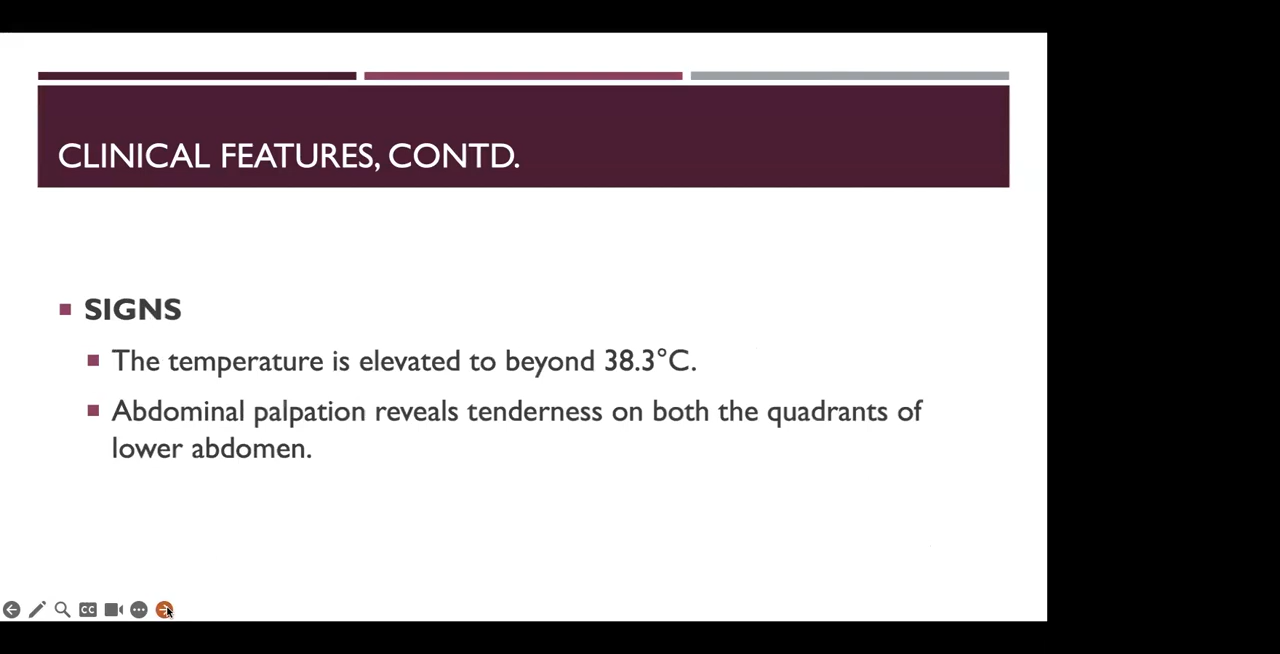 CLINICAL FEATURES, CONTD.
SIGNS
The temperature is elevated to beyond 38.3°C.
Abdominal palpation reveals tenderness on both the quadrants of
lower abdomen.
CC